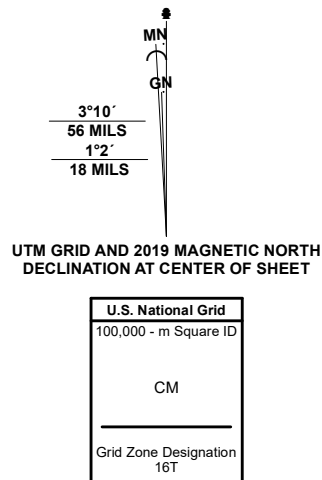 MN
GN
3°10´
56 MILS
1°2´
18 MILS
UTM GRID AND 2019 MAGNETIC NORTH
DECLINATION AT CENTER OF SHEET
U.S. National Grid
100,000 - m Square ID
CM
Grid Zone Designation
16T